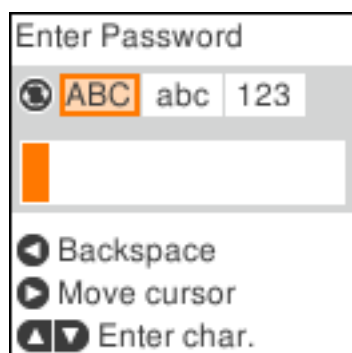 Enter Password
ABC abc 123
Backspace
Move cursor
Enter char.